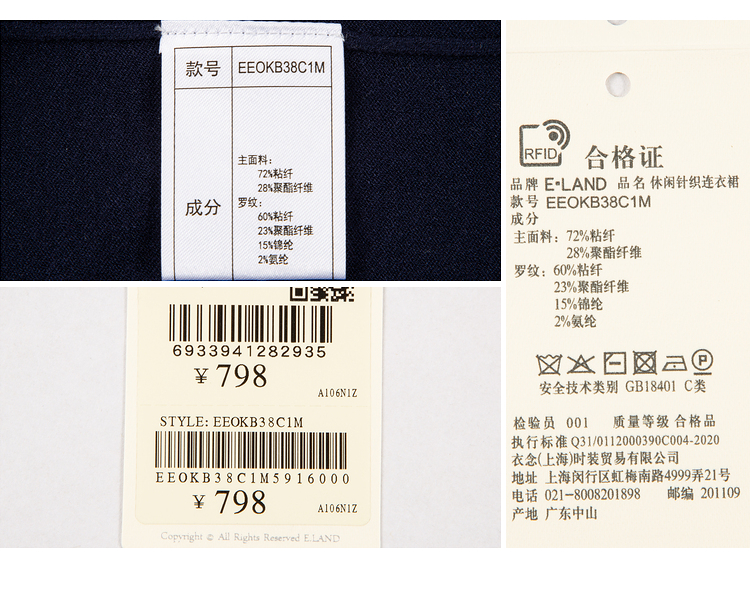 款号 EEOKB38C1M
成分
主面料：
72%粘纤
28%聚酯纤维
罗纹：
60%粘纤
23%聚酯纤维
15%锦纶
2%氨纶
6933941282935
¥798
A106N1Z
STYLE: EEOKB38C1M
EEOKB38C1M5916000
¥798
A106N1Z
Copyright © All Rights Reserved E.LAND
RFID 合格证
品牌 E·LAND 品名 休闲针织连衣裙
款号 EEOKB38C1M
成分
主面料：72%粘纤
28%聚酯纤维
罗纹：60%粘纤
23%聚酯纤维
15%锦纶
2%氨纶
P
安全技术类别 GB18401 C类
检验员 001 质量等级 合格品
执行标准 Q31/0112000390C004-2020
衣念(上海)时装贸易有限公司
地址 上海闵行区虹梅南路4999弄21号
电话 021-8008201898 邮编 201109
产地 广东中山